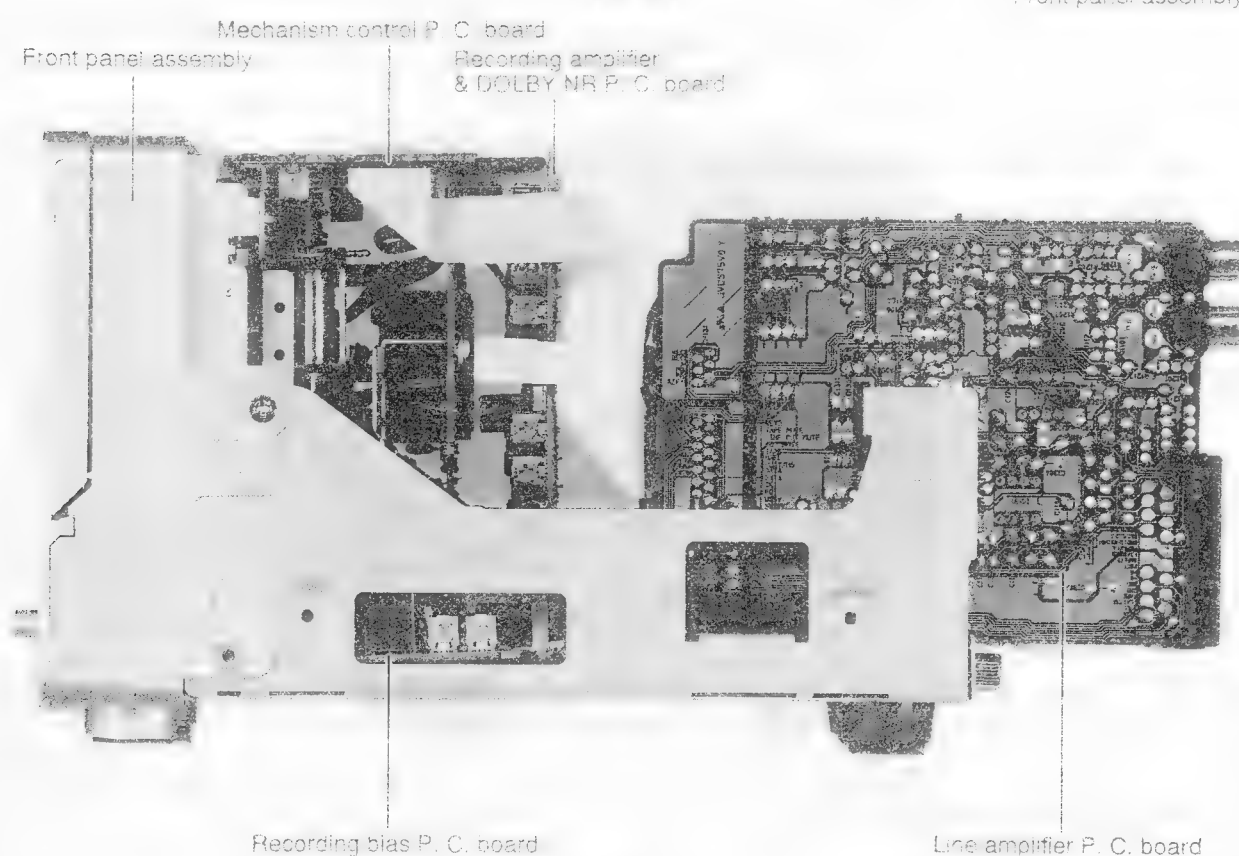 Front panel assembly
Mechanism control P. C. board
Front panel assembly
Recording amplifier
& DOLBY NR P. C. board
Recording bias P. C. board
Line amplifier P. C. board